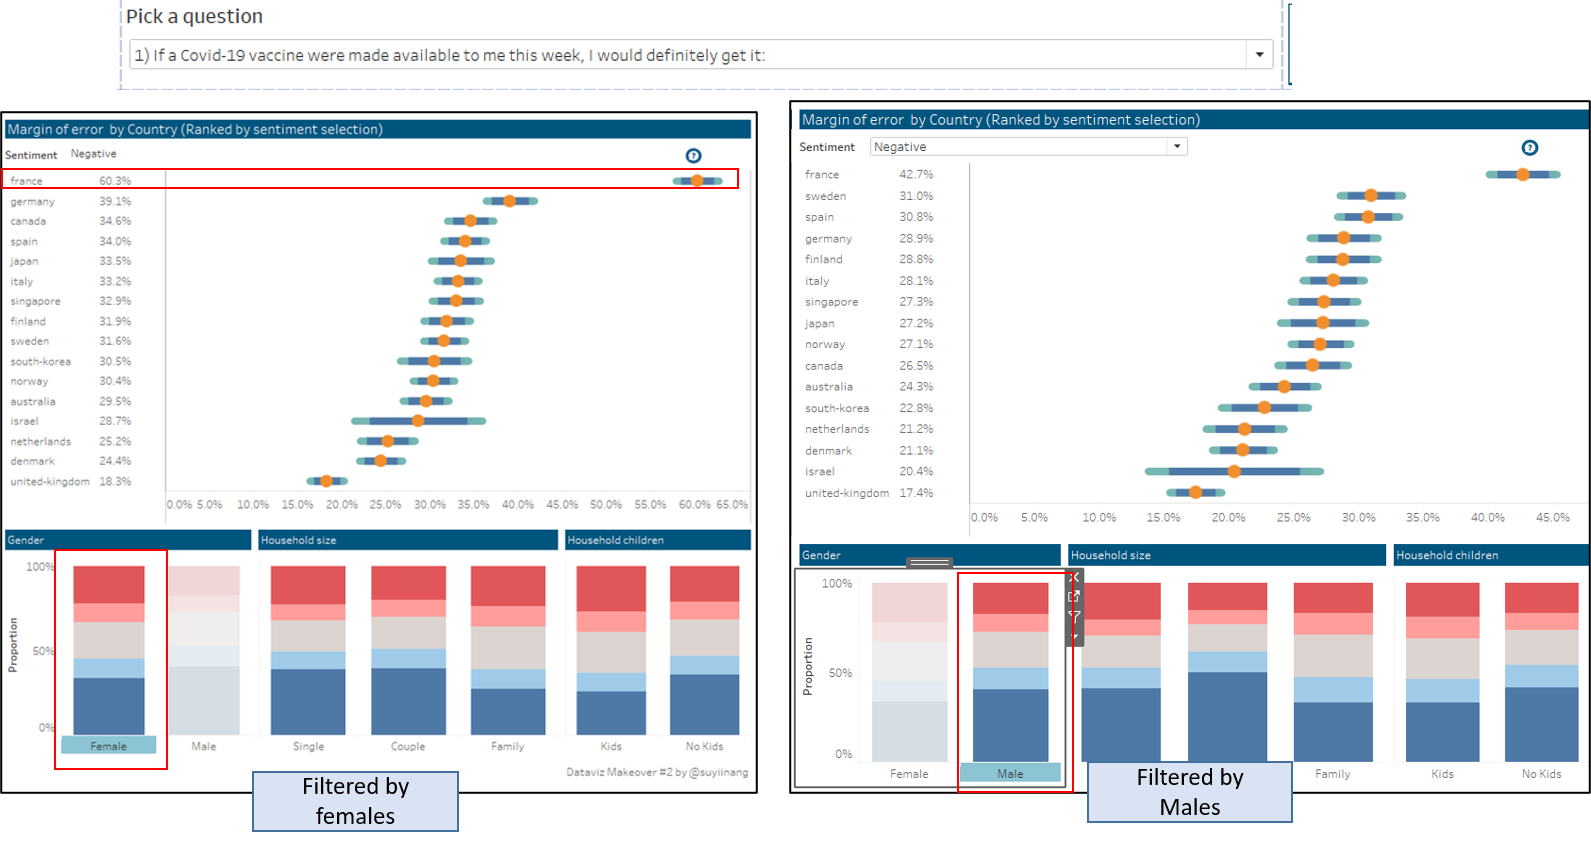 Pick a question
1) If a Covid-19 vaccine were made available to me this week, I would definitely get it:
Margin of error by Country (Ranked by sentiment selection)
Sentiment Negative
?
france 60.3%
germany 39.1%
canada 34.6%
spain 34.0%
japan 33.5%
italy 33.2%
singapore 32.9%
finland 31.9%
sweden 31.6%
south-korea 30.5%
norway 30.4%
australia 29.5%
israel 28.7%
netherlands 25.2%
denmark 24.4%
united-kingdom 18.3%
0.0% 5.0% 10.0% 15.0% 20.0% 25.0% 30.0% 35.0% 40.0% 45.0% 50.0% 55.0% 60.0% 65.0%
Gender Household size Household children
100%
50%
0%
Proportion
Female Male Single Couple Family Kids No Kids
Dataviz Makeover #2 by @suyiinang
Filtered by
females
Margin of error by Country (Ranked by sentiment selection)
Sentiment Negative
?
france 42.7%
sweden 31.0%
spain 30.8%
germany 28.9%
finland 28.8%
italy 28.1%
singapore 27.3%
japan 27.2%
norway 27.1%
canada 26.5%
australia 24.3%
south-korea 22.8%
netherlands 21.2%
denmark 21.1%
israel 20.4%
united-kingdom 17.4%
0.0% 5.0% 10.0% 15.0% 20.0% 25.0% 30.0% 35.0% 40.0% 45.0%
Gender Household size Household children
100%
50%
0%
Proportion
Female Male Family Kids No Kids
Filtered by
Males